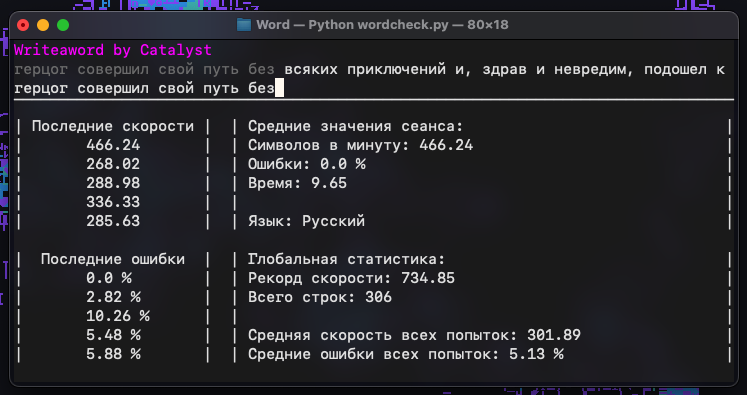 Word — Python wordcheck.py — 80×18
Writeaword by Catalyst
герцог совершил свой путь без всяких приключений и, здрав и невредим, подошел к
герцог совершил свой путь без
| Последние скорости | | Средние значения сеанса: |
| 466.24 | | Символов в минуту: 466.24 |
| 268.02 | | Ошибки: 0.0 % |
| 288.98 | | Время: 9.65 |
| 336.33 | | |
| 285.63 | | Язык: Русский |
| Последние ошибки | | Глобальная статистика: |
| 0.0 % | | Рекорд скорости: 734.85 |
| 2.82 % | | Всего строк: 306 |
| 10.26 % | | |
| 5.48 % | | Средняя скорость всех попыток: 301.89 |
| 5.88 % | | Средние ошибки всех попыток: 5.13 % |